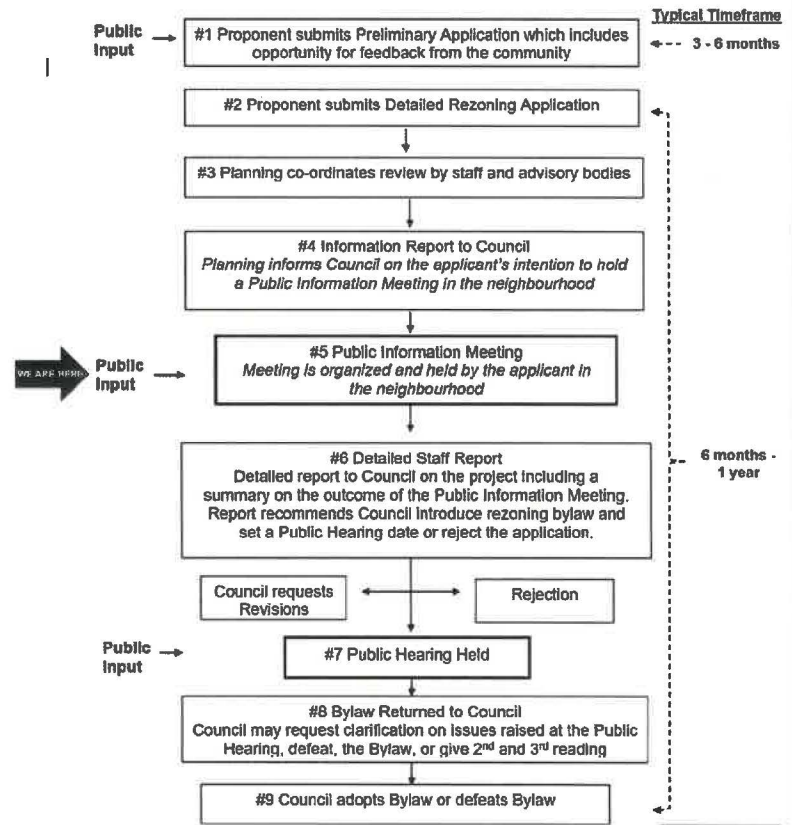 Typical Timeframe
Public
Input
#1 Proponent submits Preliminary Application which includes
opportunity for feedback from the community
3 - 6 months
#2 Proponent submits Detailed Rezoning Application
#3 Planning co-ordinates review by staff and advisory bodies
#4 Information Report to Council
Planning informs Council on the applicant's intention to hold
a Public Information Meeting in the neighbourhood
WE ARE HERE
Public
Input
#5 Public Information Meeting
Meeting is organized and held by the applicant in
the neighbourhood
#6 Detailed Staff Report
Detailed report to Council on the project including a
summary on the outcome of the Public Information Meeting.
Report recommends Council introduce rezoning bylaw and
set a Public Hearing date or reject the application.
6 months -
1 year
Council requests
Revisions
Rejection
Public
Input
#7 Public Hearing Held
#8 Bylaw Returned to Council
Council may request clarification on issues raised at the Public
Hearing, defeat, the Bylaw, or give 2nd and 3rd reading
#9 Council adopts Bylaw or defeats Bylaw